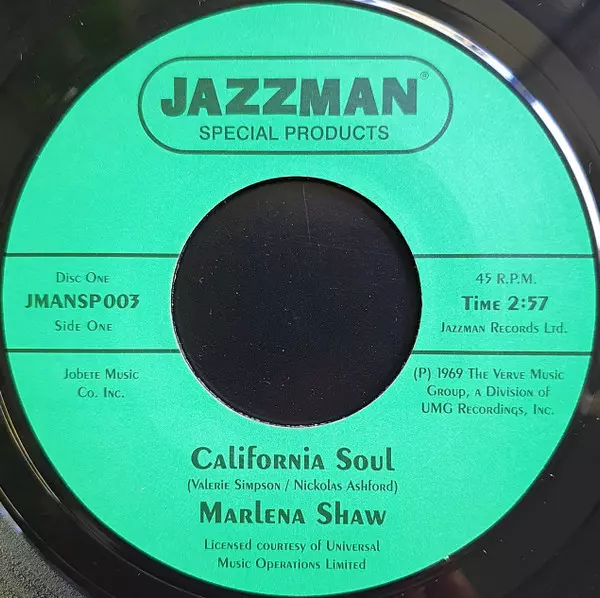 JAZZMAN®
SPECIAL PRODUCTS
Disc One
JMANSP003
Side One
45 R.P.M.
Time 2:57
Jazzman Records Ltd.
Jobete Music
Co. Inc.
(P) 1969 The Verve Music
Group, a Division of
UMG Recordings, Inc.
California Soul
(Valerie Simpson / Nickolas Ashford)
Marlena Shaw
Licensed courtesy of Universal
Music Operations Limited